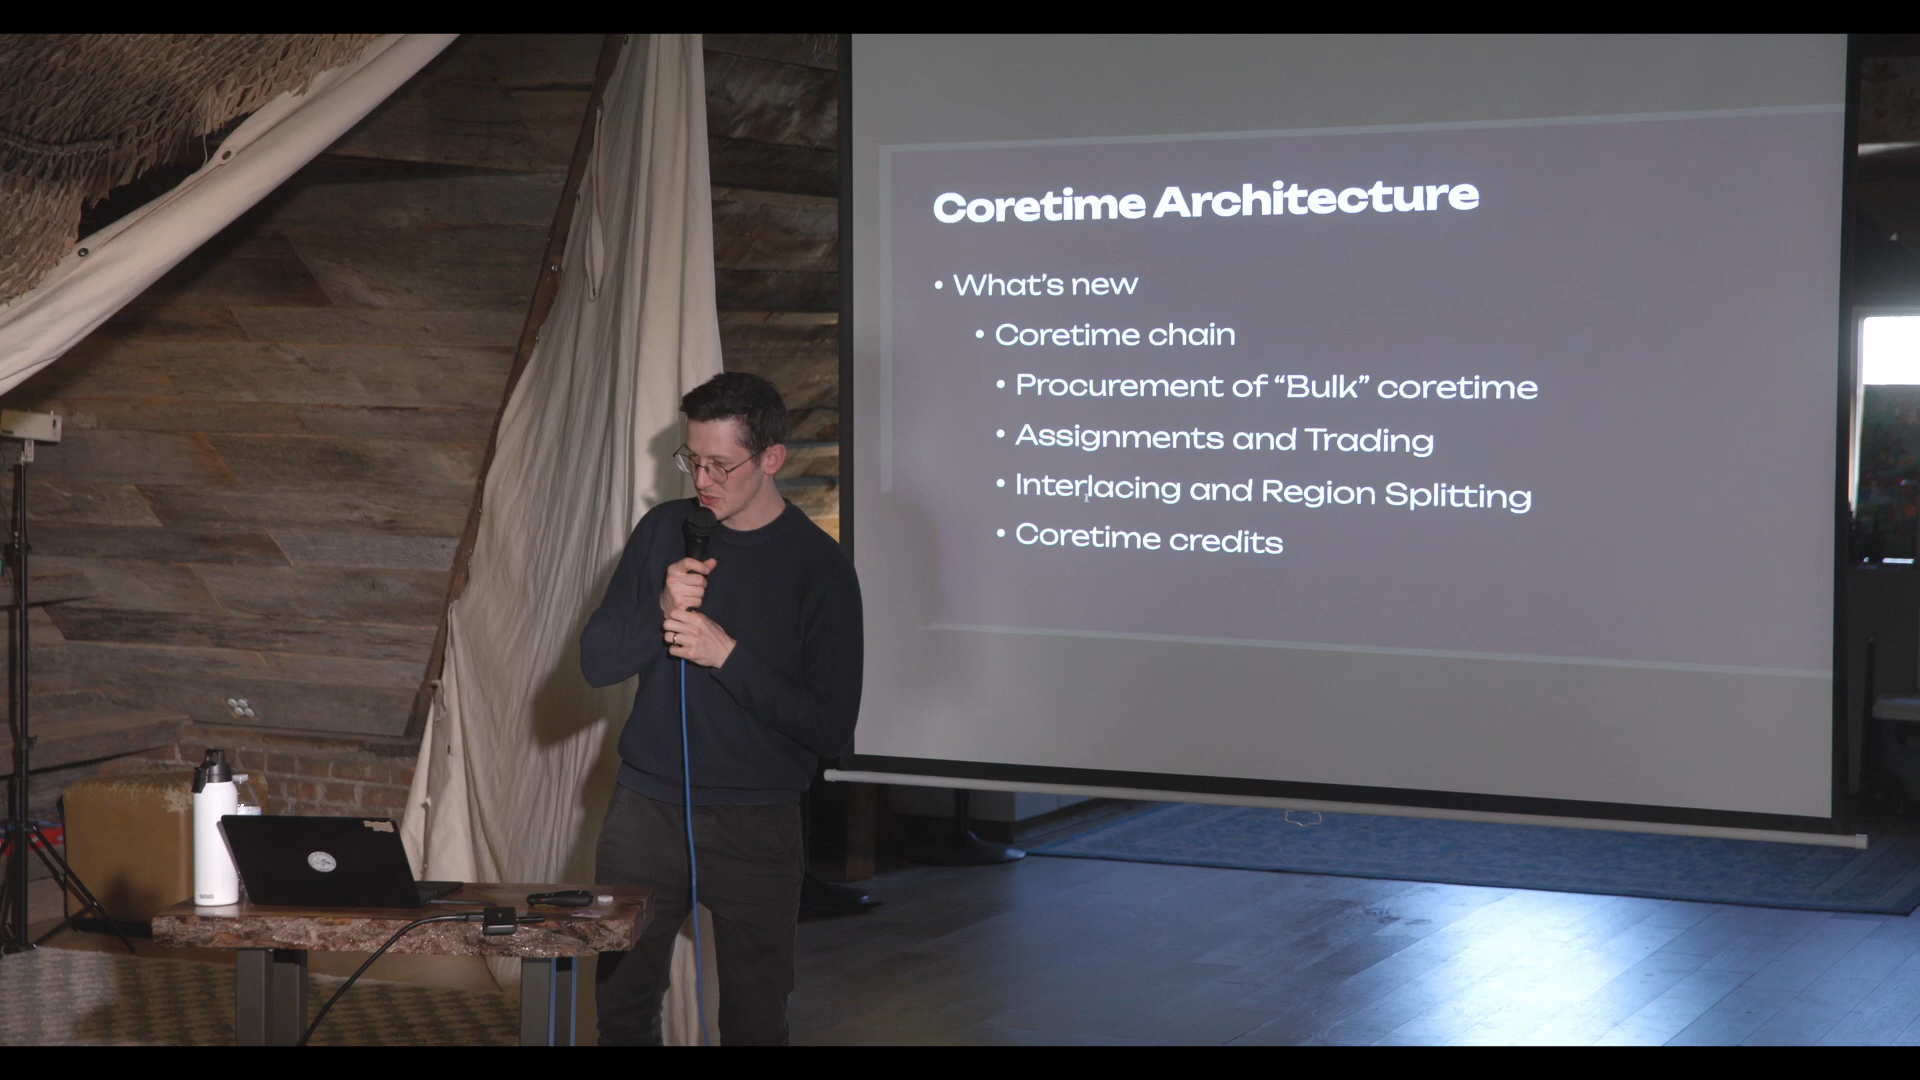 Coretime Architecture
• What's new
• Coretime chain
• Procurement of “Bulk” coretime
• Assignments and Trading
• Interlacing and Region Splitting
• Coretime credits